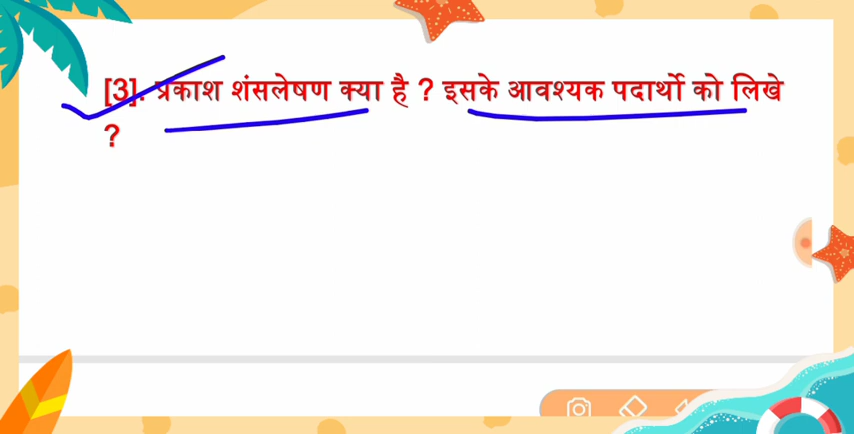 [3]. प्रकाश शंसलेषण क्या है ? इसके आवश्यक पदार्थो को लिखे
?